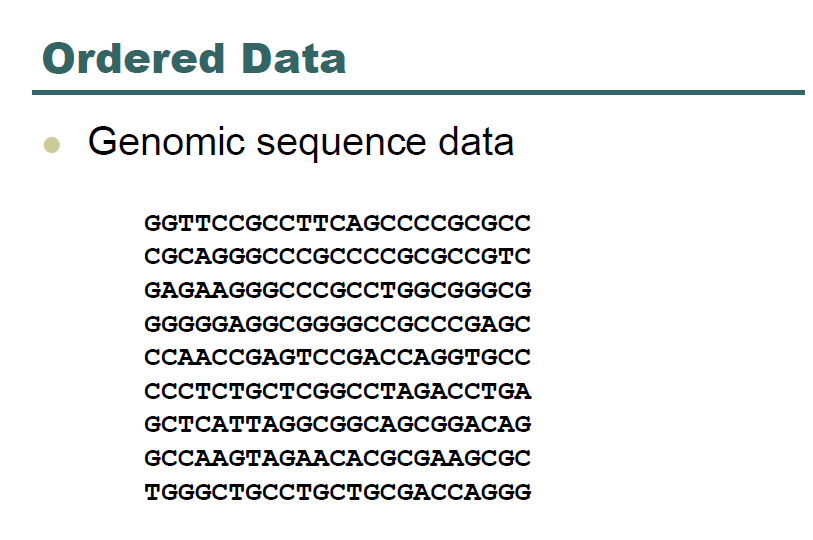 Ordered Data
Genomic sequence data
GGTTCCGCCTTCAGCCCCGCGCC
CGCAGGGCCCGCCCCGCGCCGTC
GAGAAGGGCCCGCCTGGCGGGCG
GGGGGAGGCGGGGCCGCCCGAGC
CCAACCGAGTCCGACCAGGTGCC
CCCTCTGCTCGGCCTAGACCTGA
GCTCATTAGGCGGCAGCGGACAG
GCCAAGTAGAACACGCGAAGCGC
TGGGCTGCCTGCTGCGACCAGGG